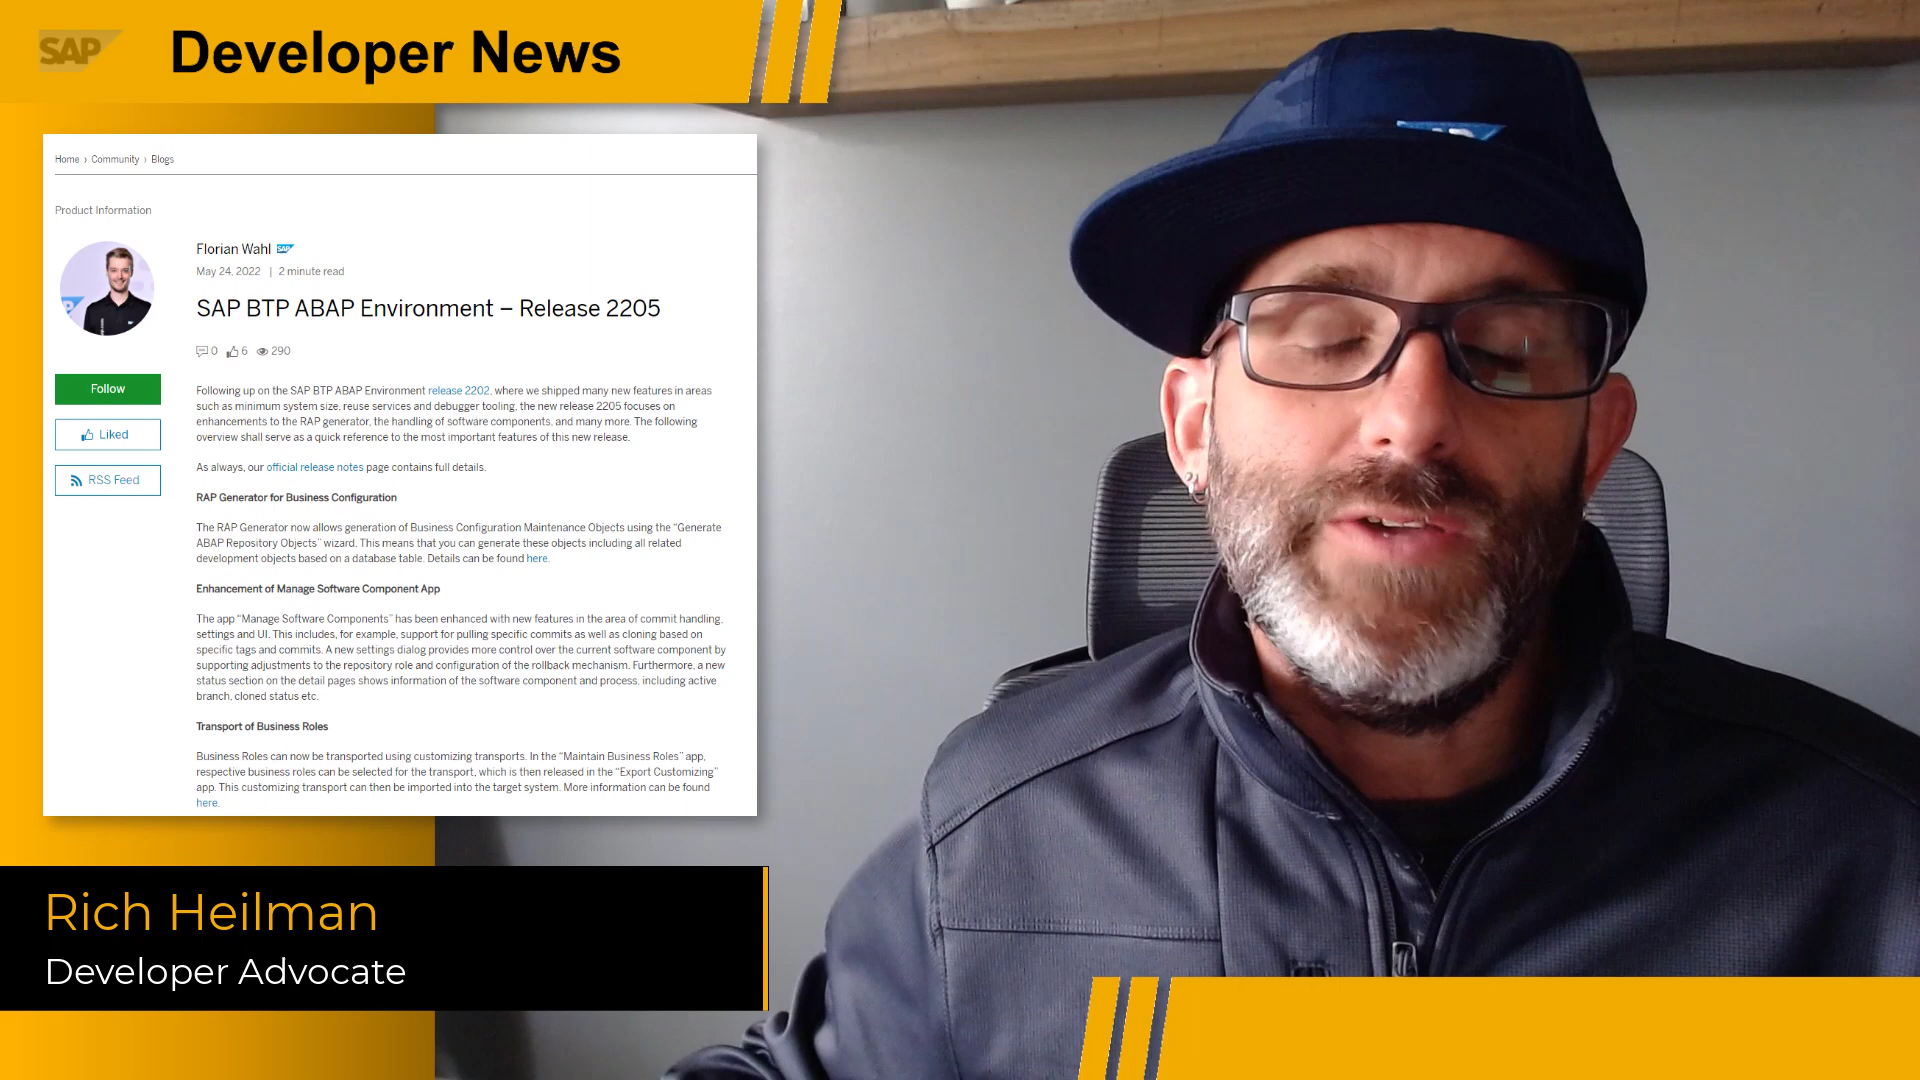 SAP Developer News
Home › Community › Blogs
Product Information
Florian Wahl SAP
May 24, 2022 | 2 minute read
SAP BTP ABAP Environment – Release 2205
0 6 290
Follow
Liked
RSS Feed
Following up on the SAP BTP ABAP Environment release 2202, where we shipped many new features in areas
such as minimum system size, reuse services and debugger tooling, the new release 2205 focuses on
enhancements to the RAP generator, the handling of software components, and many more. The following
overview shall serve as a quick reference to the most important features of this new release.
As always, our official release notes page contains full details.
RAP Generator for Business Configuration
The RAP Generator now allows generation of Business Configuration Maintenance Objects using the “Generate
ABAP Repository Objects” wizard. This means that you can generate these objects including all related
development objects based on a database table. Details can be found here.
Enhancement of Manage Software Component App
The app “Manage Software Components” has been enhanced with new features in the area of commit handling,
settings and UI. This includes, for example, support for pulling specific commits as well as cloning based on
specific tags and commits. A new settings dialog provides more control over the current software component by
supporting adjustments to the repository role and configuration of the rollback mechanism. Furthermore, a new
status section on the detail pages shows information of the software component and process, including active
branch, cloned status etc.
Transport of Business Roles
Business Roles can now be transported using customizing transports. In the “Maintain Business Roles” app,
respective business roles can be selected for the transport, which is then released in the “Export Customizing”
app. This customizing transport can then be imported into the target system. More information can be found
here.
Rich Heilman
Developer Advocate